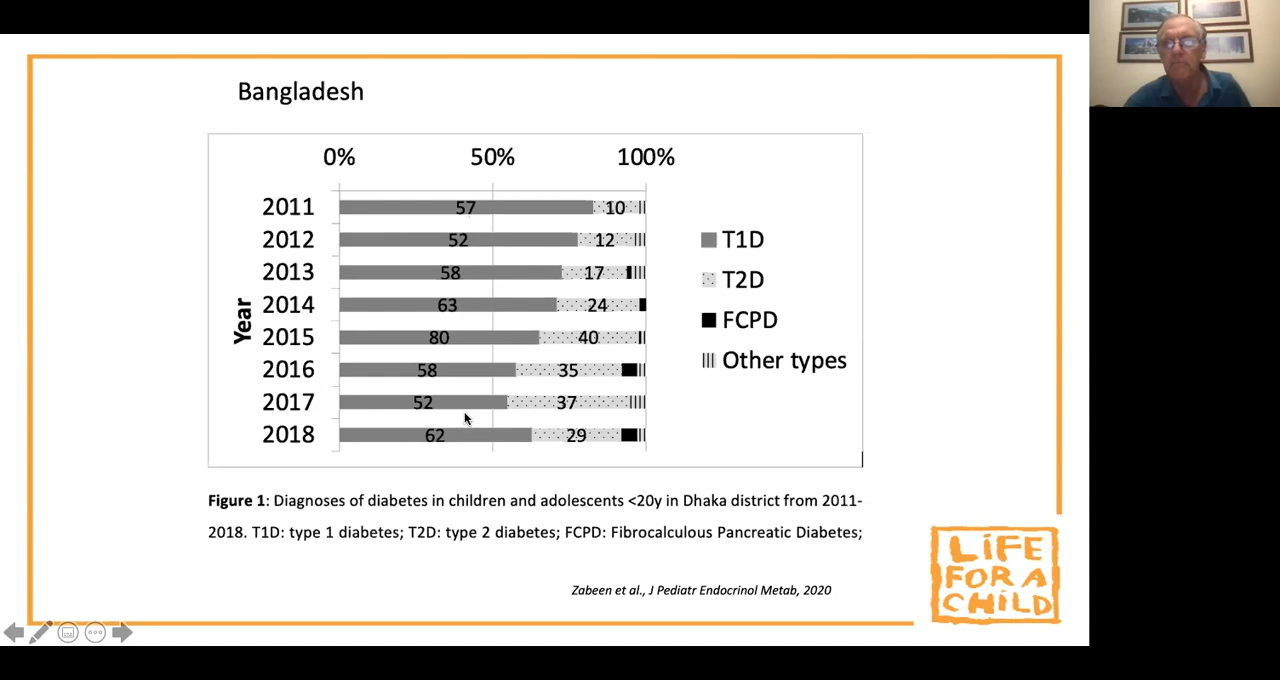 Bangladesh
0% 50% 100%
2011 57 10
2012 52 12
2013 58 17
2014 63 24
2015 80 40
2016 58 35
2017 52 37
2018 62 29
Year
T1D
T2D
FCPD
Other types
Figure 1: Diagnoses of diabetes in children and adolescents <20y in Dhaka district from 2011-
2018. T1D: type 1 diabetes; T2D: type 2 diabetes; FCPD: Fibrocalculous Pancreatic Diabetes;
Zabeen et al., J Pediatr Endocrinol Metab, 2020
LiFE
FOR A
CHiLD